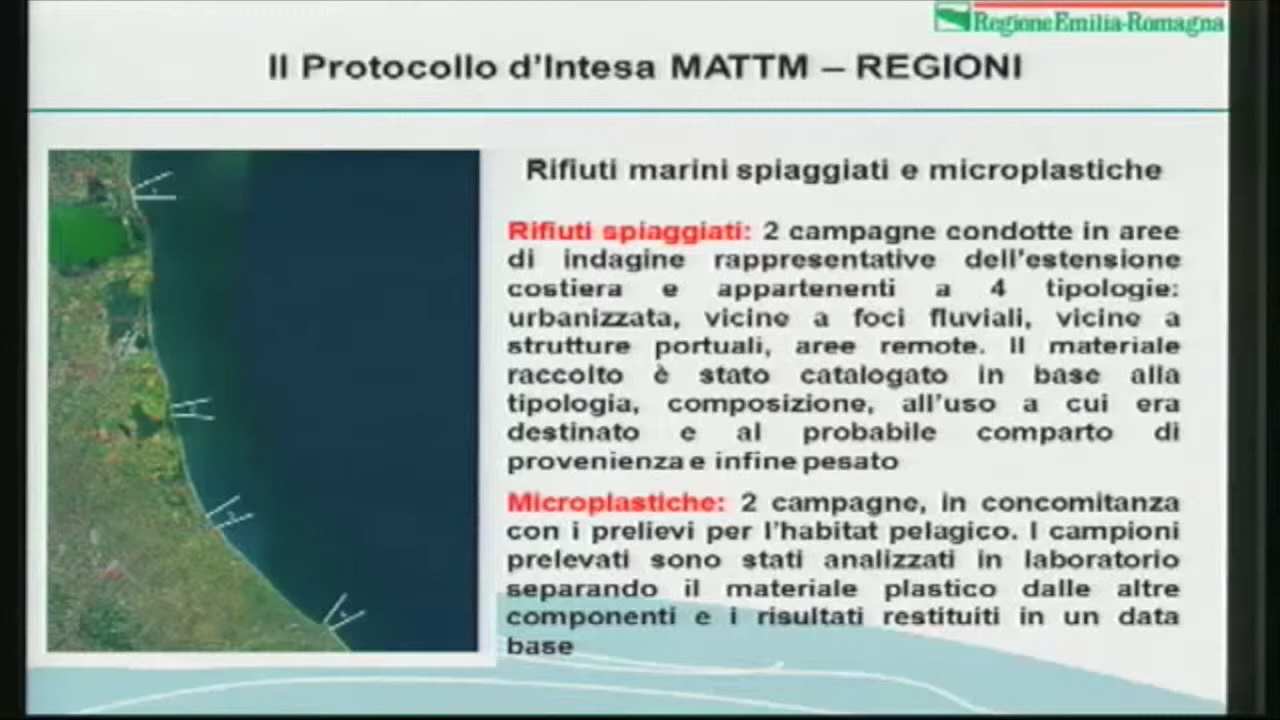 RegioneEmilia-Romagna
Il Protocollo d'Intesa MATTM – REGIONI
Rifiuti marini spiaggiati e microplastiche
Rifiuti spiaggiati: 2 campagne condotte in aree
di indagine rappresentative dell'estensione
costiera e appartenenti a 4 tipologie:
urbanizzata, vicine a foci fluviali, vicine a
strutture portuali, aree remote. Il materiale
raccolto è stato catalogato in base alla
tipologia, composizione, all'uso a cui era
destinato e al probabile comparto di
provenienza e infine pesato
Microplastiche: 2 campagne, in concomitanza
con i prelievi per l'habitat pelagico. I campioni
prelevati sono stati analizzati in laboratorio
separando il materiale plastico dalle altre
componenti e i risultati restituiti in un data
base